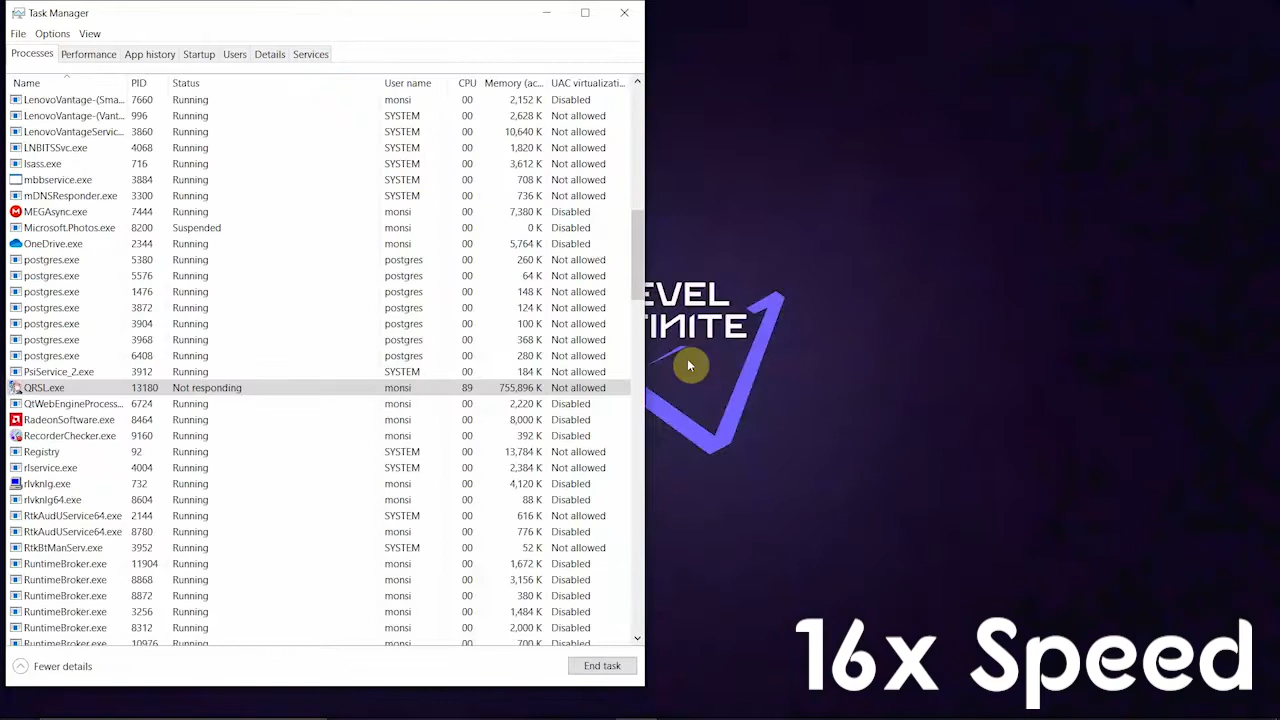 Task Manager
File Options View
Processes Performance App history Startup Users Details Services
Name PID Status User name CPU Memory (ac... UAC virtualizati...
LenovoVantage-(Sma... 7660 Running monsi 00 2,152 K Disabled
LenovoVantage-(Vant... 996 Running SYSTEM 00 2,628 K Not allowed
LenovoVantageServic... 3860 Running SYSTEM 00 10,640 K Not allowed
LNBITSSvc.exe 4068 Running SYSTEM 00 1,820 K Not allowed
lsass.exe 716 Running SYSTEM 00 3,612 K Not allowed
mbbservice.exe 3884 Running SYSTEM 00 708 K Not allowed
mDNSResponder.exe 3300 Running SYSTEM 00 736 K Not allowed
MEGAsync.exe 7444 Running monsi 00 7,380 K Disabled
Microsoft.Photos.exe 8200 Suspended monsi 00 0 K Disabled
OneDrive.exe 2344 Running monsi 00 5,764 K Disabled
postgres.exe 5380 Running postgres 00 260 K Not allowed
postgres.exe 5576 Running postgres 00 64 K Not allowed
postgres.exe 1476 Running postgres 00 148 K Not allowed
postgres.exe 3872 Running postgres 00 124 K Not allowed
postgres.exe 3904 Running postgres 00 100 K Not allowed
postgres.exe 3968 Running postgres 00 368 K Not allowed
postgres.exe 6408 Running postgres 00 280 K Not allowed
PsiService_2.exe 3912 Running SYSTEM 00 184 K Not allowed
QRSL.exe 13180 Not responding monsi 89 755,896 K Not allowed
QtWebEngineProcess... 6724 Running monsi 00 2,220 K Disabled
RadeonSoftware.exe 8464 Running monsi 00 8,000 K Disabled
RecorderChecker.exe 9160 Running monsi 00 392 K Disabled
Registry 92 Running SYSTEM 00 13,784 K Not allowed
rlservice.exe 4004 Running SYSTEM 00 2,384 K Not allowed
rlvknlg.exe 732 Running monsi 00 4,120 K Disabled
rlvknlg64.exe 8604 Running monsi 00 88 K Disabled
RtkAudUService64.exe 2144 Running SYSTEM 00 616 K Not allowed
RtkAudUService64.exe 8780 Running monsi 00 776 K Disabled
RtkBtManServ.exe 3952 Running SYSTEM 00 52 K Not allowed
RuntimeBroker.exe 11904 Running monsi 00 1,672 K Disabled
RuntimeBroker.exe 8868 Running monsi 00 3,156 K Disabled
RuntimeBroker.exe 8872 Running monsi 00 380 K Disabled
RuntimeBroker.exe 3256 Running monsi 00 1,484 K Disabled
RuntimeBroker.exe 8312 Running monsi 00 2,000 K Disabled
RuntimeBroker.exe 10976 Running monsi 00 700 K Disabled
Fewer details End task
EVEL
FINITE
16x Speed